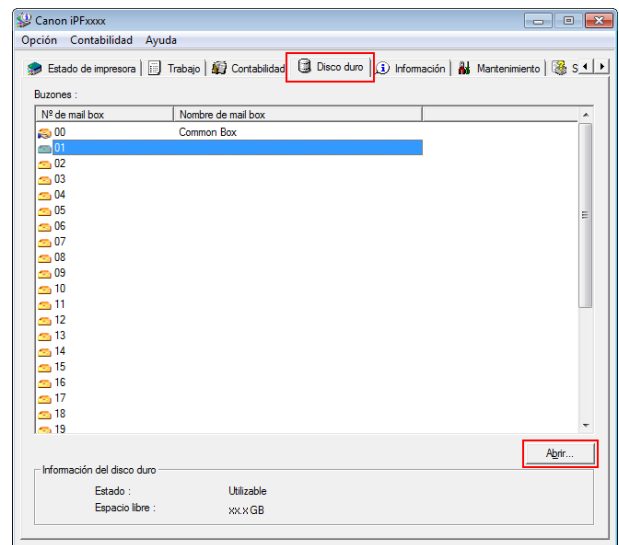 Canon iPFxxxx
Opción Contabilidad Ayuda
Estado de impresora Trabajo Contabilidad Disco duro Información Mantenimiento S
Buzones :
Nº de mail box Nombre de mail box
00 Common Box
01
02
03
04
05
06
07
08
09
10
11
12
13
14
15
16
17
18
19
Abrir...
Información del disco duro
Estado : Utilizable
Espacio libre : xx.x GB